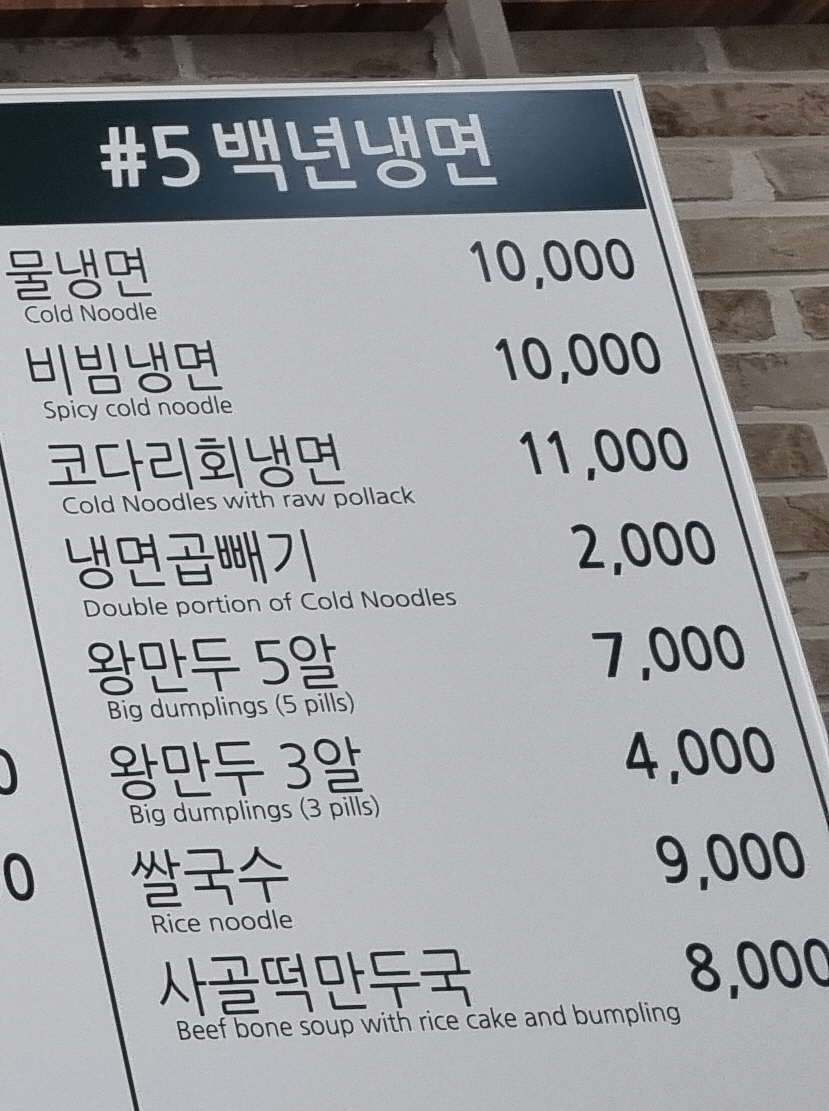 #5 백년냉면
물냉면 10,000
Cold Noodle
비빔냉면 10,000
Spicy cold noodle
코다리회냉면 11,000
Cold Noodles with raw pollack
냉면곱빼기 2,000
Double portion of Cold Noodles
왕만두 5알 7,000
Big dumplings (5 pills)
왕만두 3알 4,000
Big dumplings (3 pills)
쌀국수 9,000
Rice noodle
사골떡만두국 8,000
Beef bone soup with rice cake and bumpling